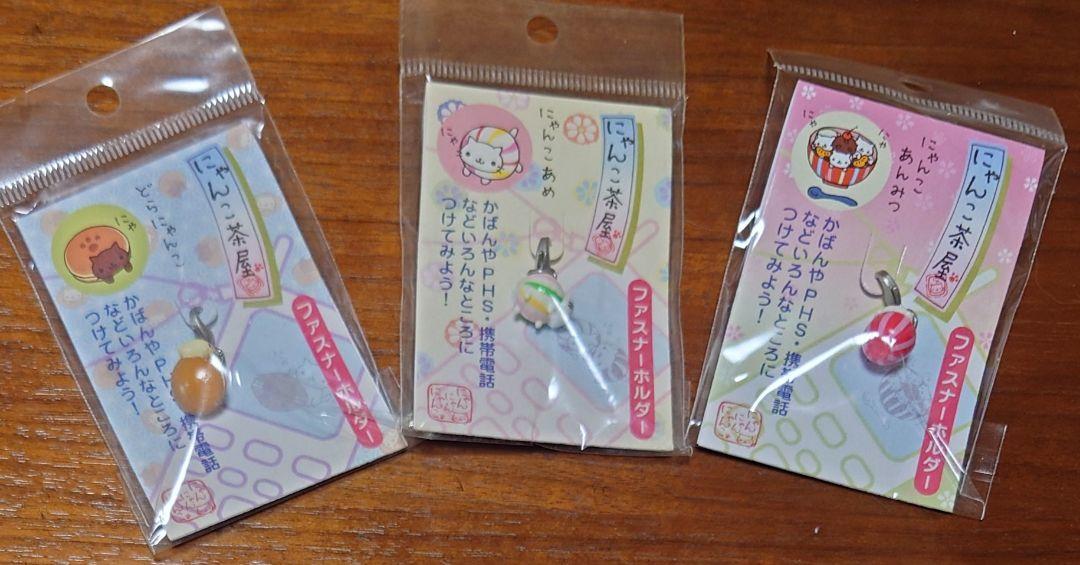 にゃんこ茶屋
にゃ
どらにゃんこ
かばんやPHS・携帯電話
などいろんなところに
つけてみよう！
ファスナーホルダー
にゃんこ茶屋
にゃ
にゃんこあめ
かばんやPHS・携帯電話
などいろんなところに
つけてみよう！
ファスナーホルダー
にゃんこ茶屋
にゃ
にゃ
にゃんこ
あんみつ
かばんやPHS・携帯電話
などいろんなところに
つけてみよう！
ファスナーホルダー